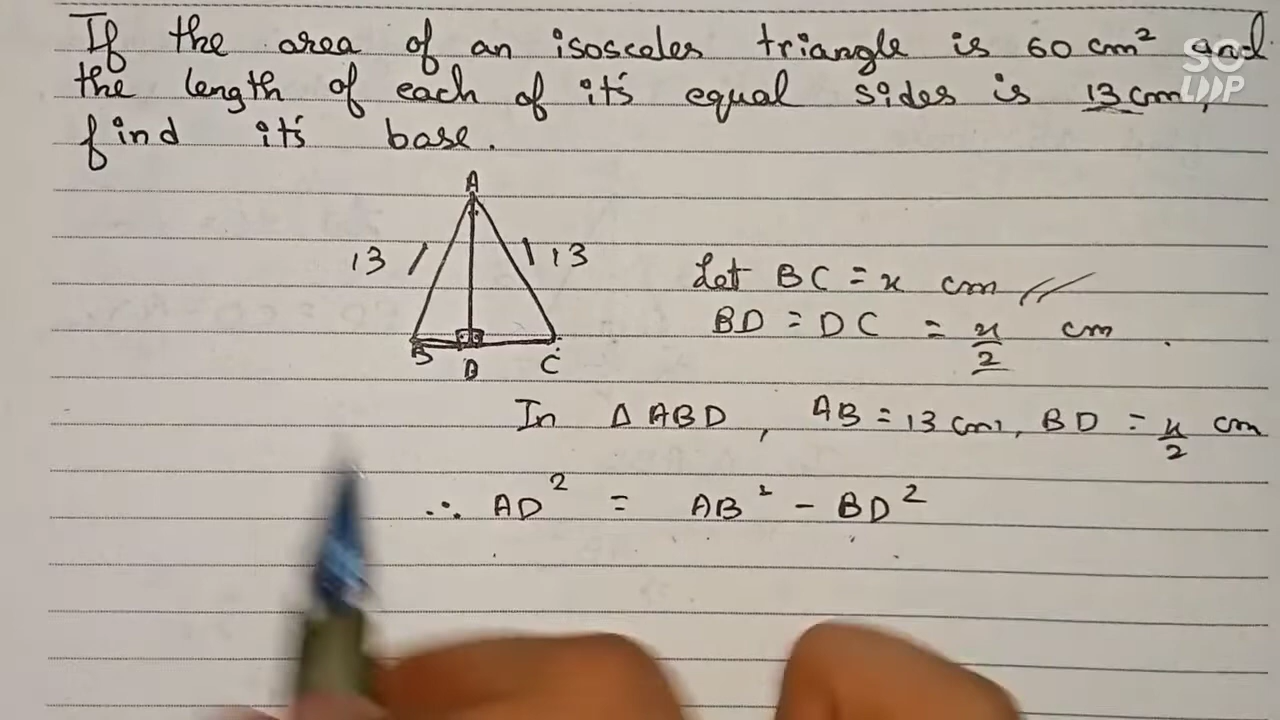 If the area of an isosceles triangle is 60 cm² and
the length of each of it's equal sides is 13 cm,
find it's base.
A
13 13
B D C
Let BC = x cm
BD = DC = x/2 cm
In △ABD, AB = 13 cm, BD = x/2 cm
∴ AD² = AB² - BD²
SO
LDP